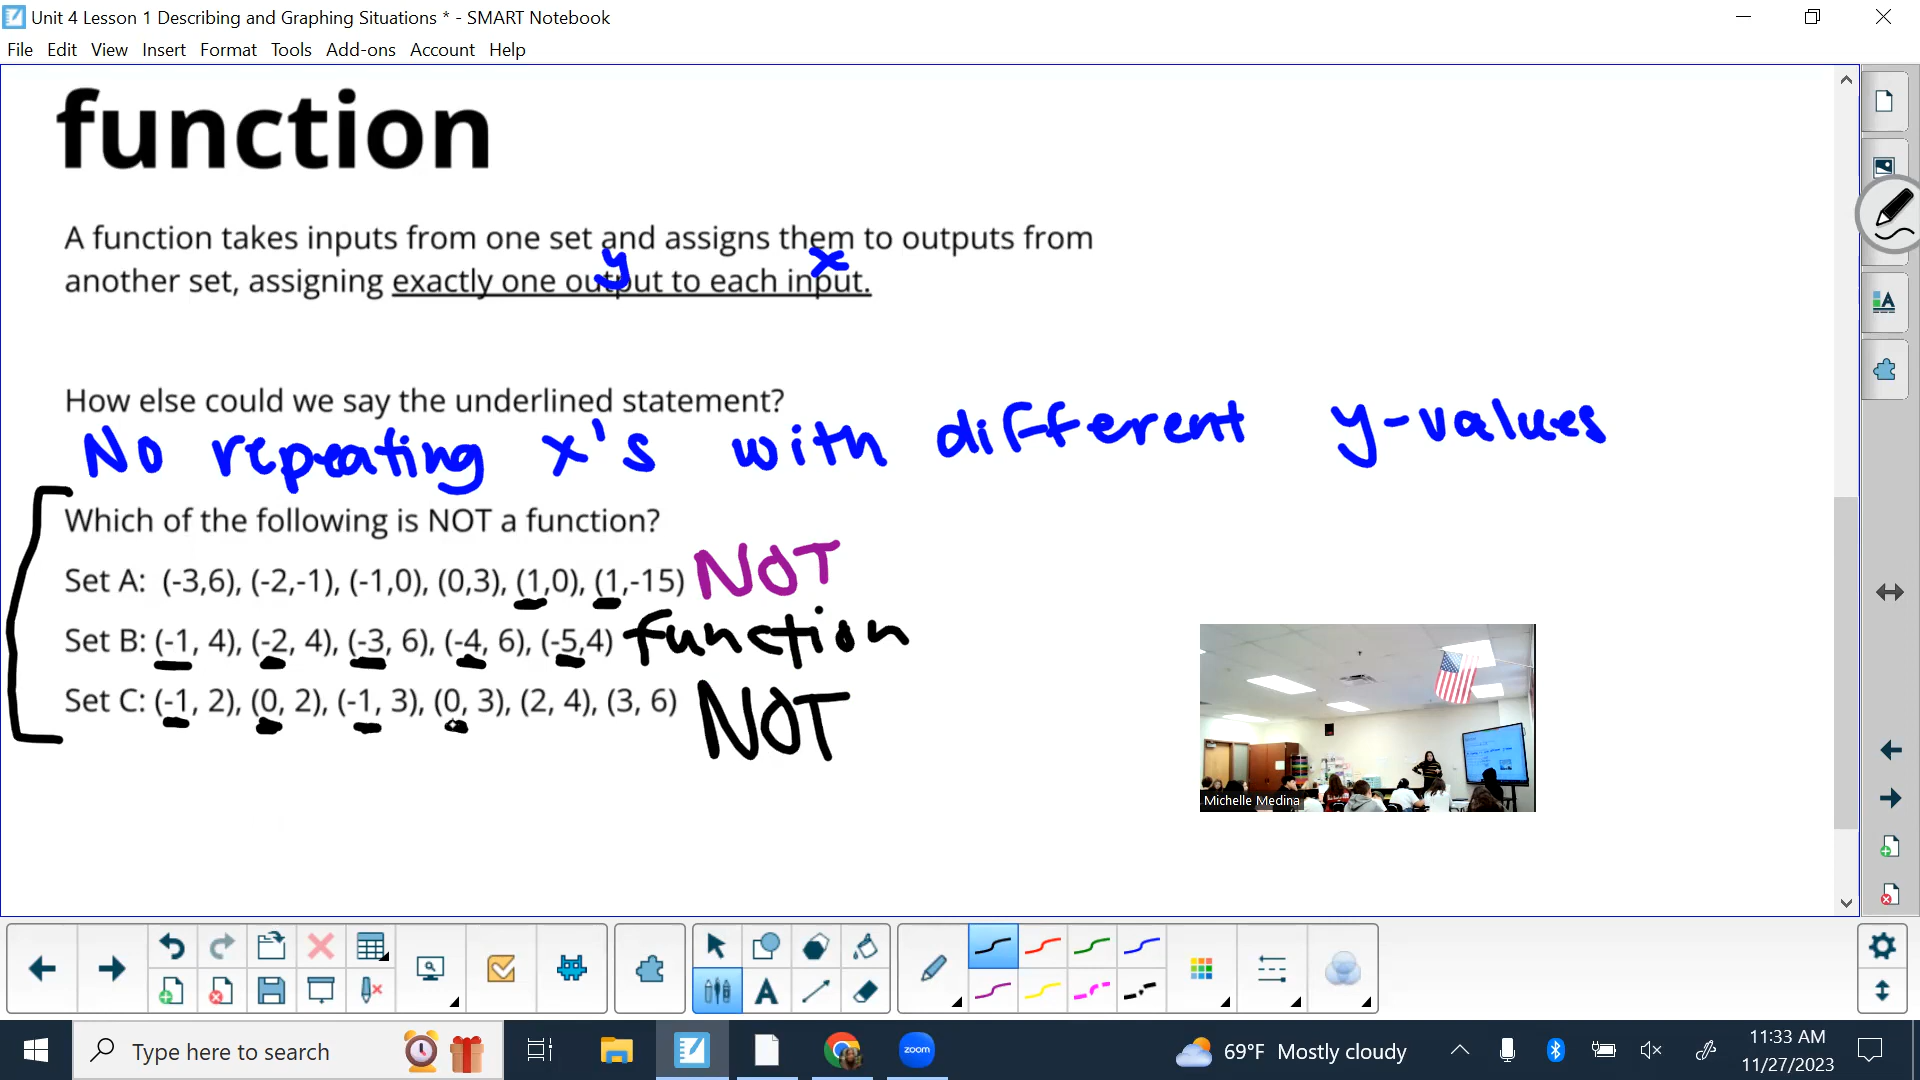 Unit 4 Lesson 1 Describing and Graphing Situations * - SMART Notebook
File Edit View Insert Format Tools Add-ons Account Help
function
A function takes inputs from one set and assigns them to outputs from
y x
another set, assigning exactly one output to each input.
How else could we say the underlined statement?
No repeating x's with different y-values
Which of the following is NOT a function?
Set A: (-3,6), (-2,-1), (-1,0), (0,3), (1,0), (1,-15) NOT
Set B: (-1, 4), (-2, 4), (-3, 6), (-4, 6), (-5,4) function
Set C: (-1, 2), (0, 2), (-1, 3), (0, 3), (2, 4), (3, 6) NOT
Michelle Medina
A
A
Type here to search
zoom
69°F Mostly cloudy
11:33 AM
11/27/2023